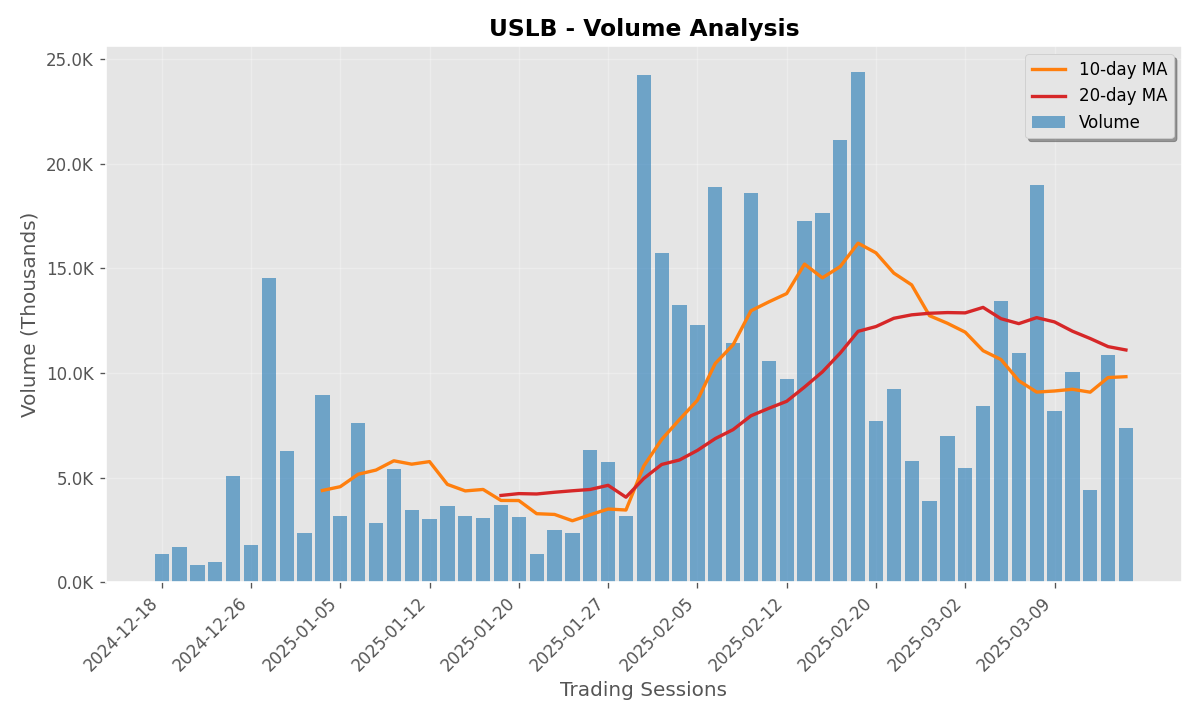 USLB - Volume Analysis
10-day MA
20-day MA
Volume
Volume (Thousands)
25.0K
20.0K
15.0K
10.0K
5.0K
0.0K
2024-12-18
2024-12-26
2025-01-05
2025-01-12
2025-01-20
2025-01-27
2025-02-05
2025-02-12
2025-02-20
2025-03-02
2025-03-09
Trading Sessions